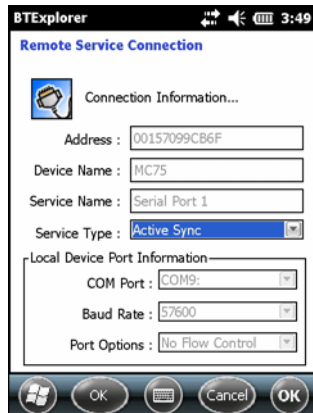 BTExplorer 3:49
Remote Service Connection
Connection Information...
Address : 00157099CB6F
Device Name : MC75
Service Name : Serial Port 1
Service Type : Active Sync
Local Device Port Information
COM Port : COM9:
Baud Rate : 57600
Port Options : No Flow Control
OK Cancel OK